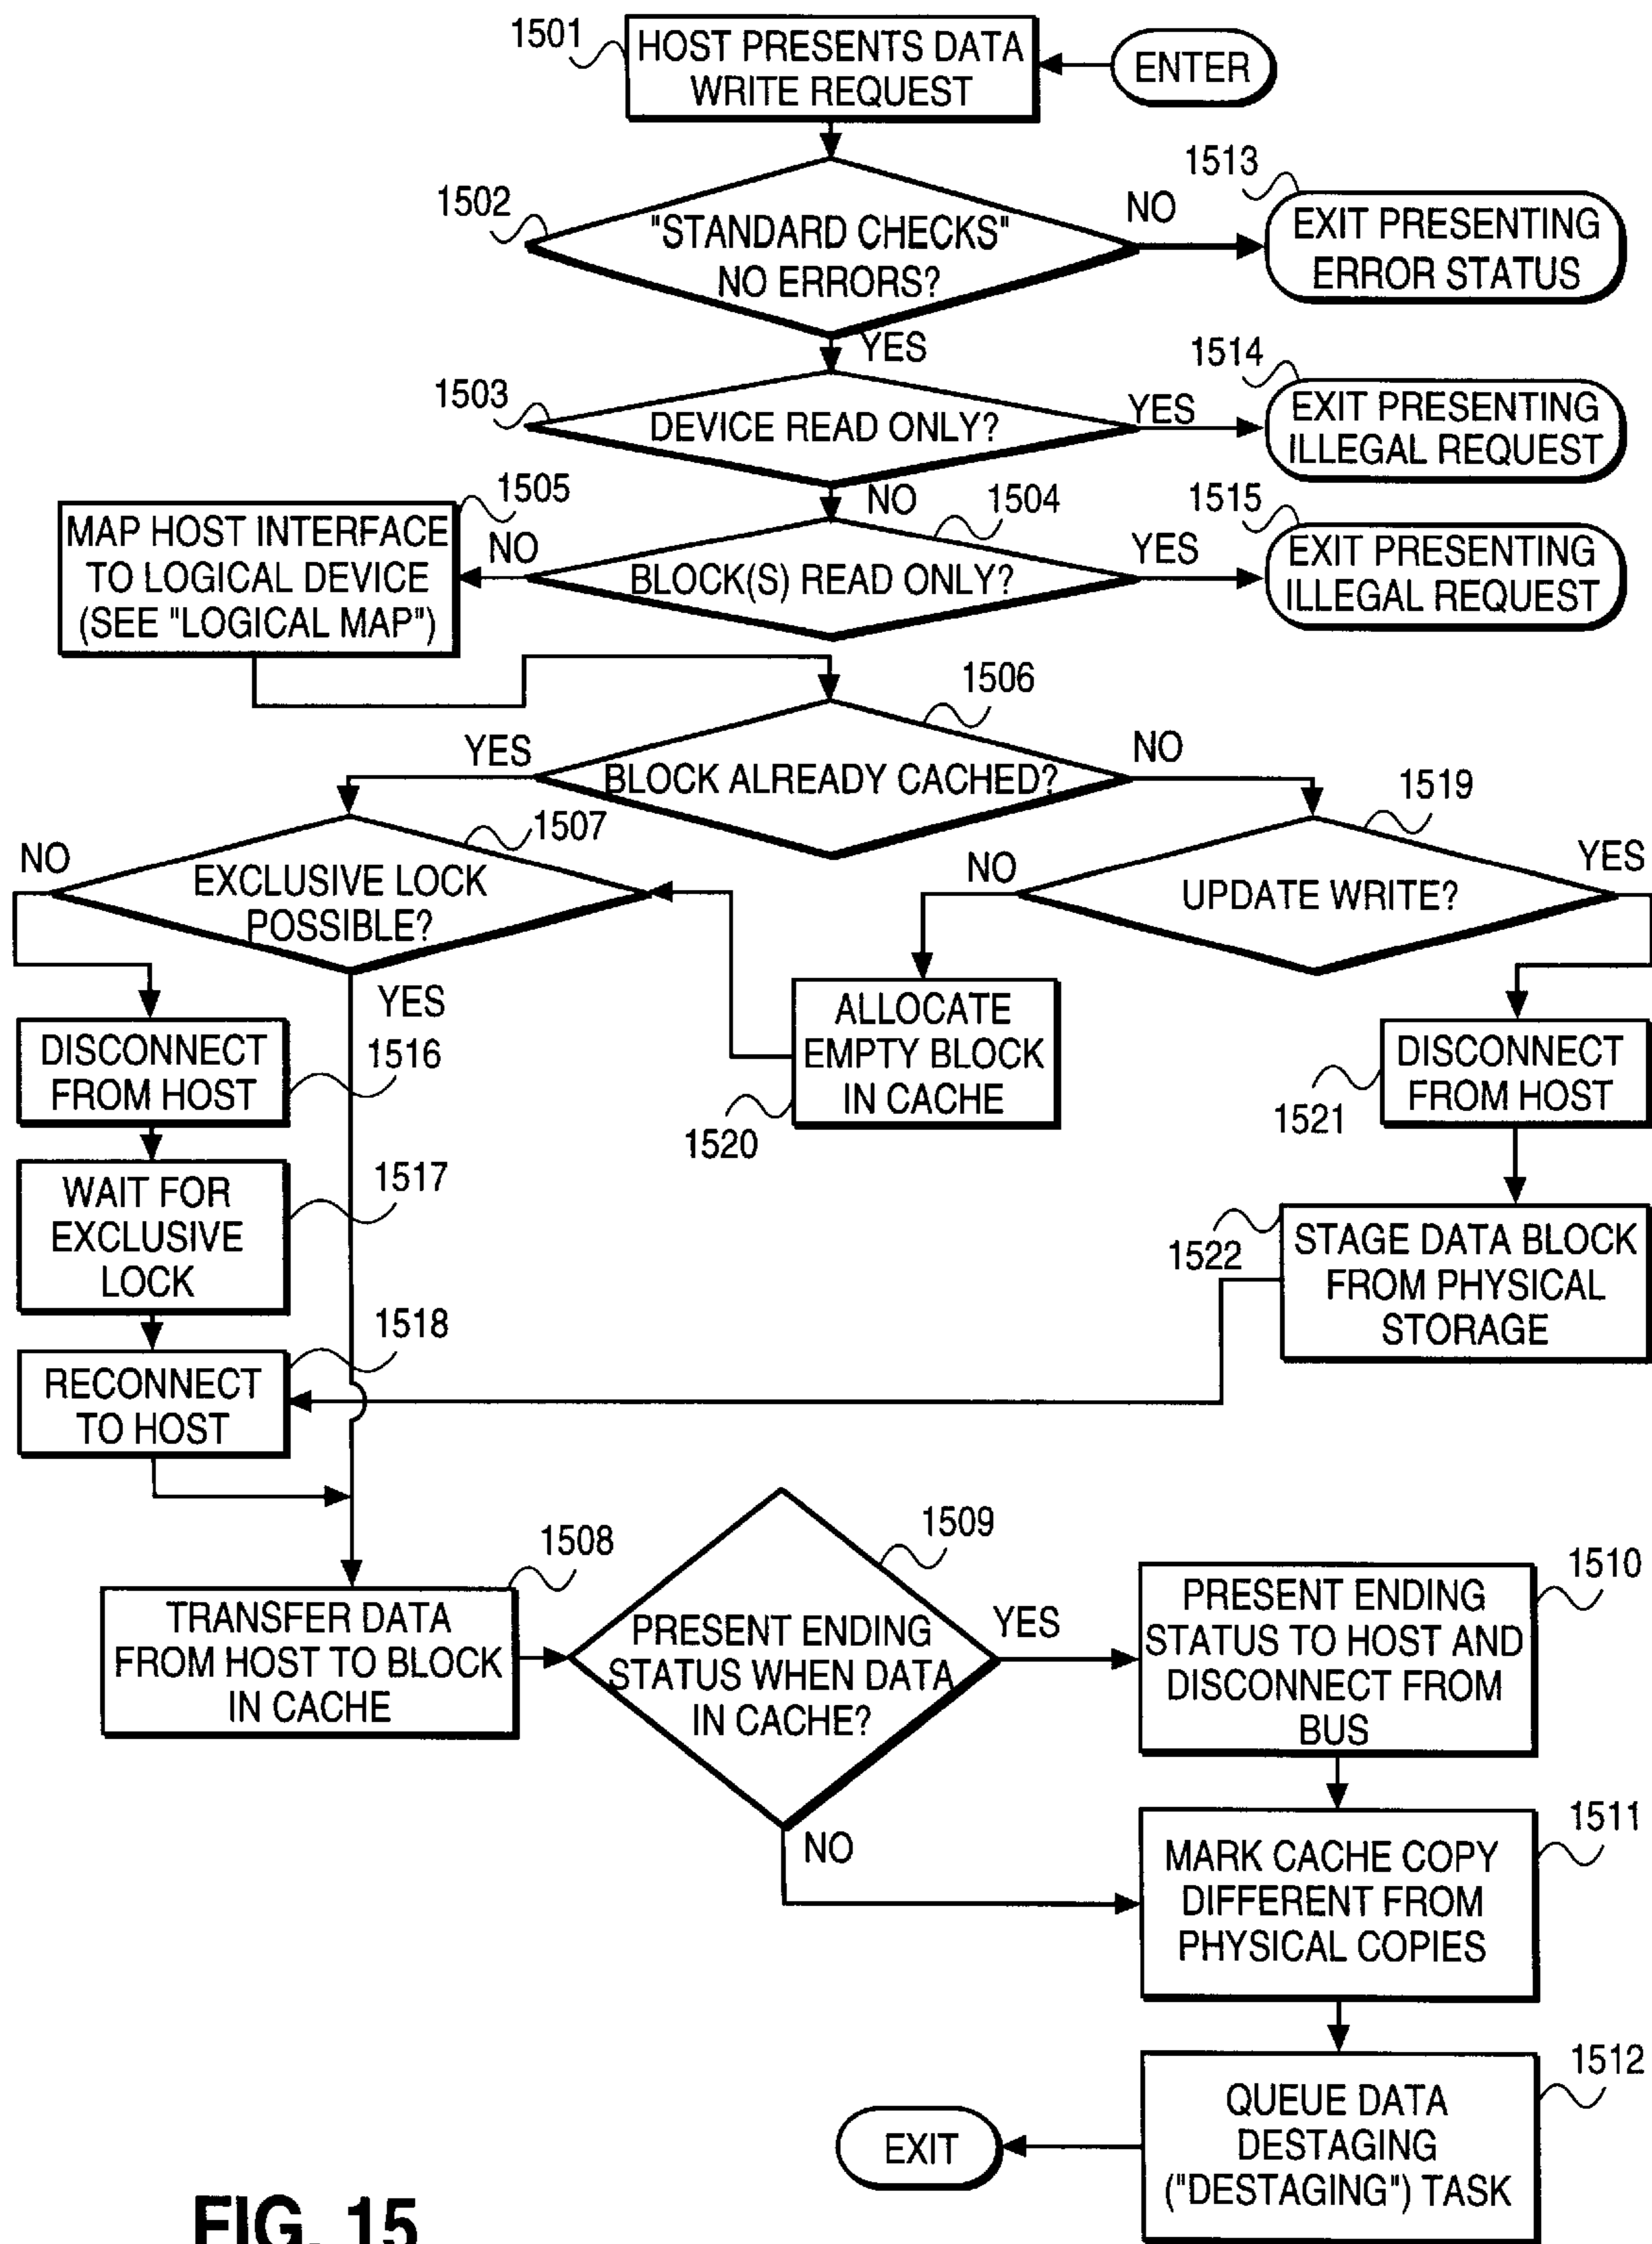 1501
HOST PRESENTS DATA
WRITE REQUEST
ENTER
1502
"STANDARD CHECKS"
NO ERRORS?
NO
1513
EXIT PRESENTING
ERROR STATUS
YES
1503
DEVICE READ ONLY?
YES
1514
EXIT PRESENTING
ILLEGAL REQUEST
NO
1504
BLOCK(S) READ ONLY?
YES
1515
EXIT PRESENTING
ILLEGAL REQUEST
NO
1505
MAP HOST INTERFACE
TO LOGICAL DEVICE
(SEE "LOGICAL MAP")
1506
BLOCK ALREADY CACHED?
YES
NO
1507
EXCLUSIVE LOCK
POSSIBLE?
NO
YES
1519
UPDATE WRITE?
NO
YES
DISCONNECT
FROM HOST
1516
ALLOCATE
EMPTY BLOCK
IN CACHE
1520
DISCONNECT
FROM HOST
1521
WAIT FOR
EXCLUSIVE
LOCK
1517
1522
STAGE DATA BLOCK
FROM PHYSICAL
STORAGE
1518
RECONNECT
TO HOST
1508
TRANSFER DATA
FROM HOST TO BLOCK
IN CACHE
1509
PRESENT ENDING
STATUS WHEN DATA
IN CACHE?
YES
NO
1510
PRESENT ENDING
STATUS TO HOST AND
DISCONNECT FROM
BUS
1511
MARK CACHE COPY
DIFFERENT FROM
PHYSICAL COPIES
1512
QUEUE DATA
DESTAGING
("DESTAGING") TASK
EXIT
FIG. 15